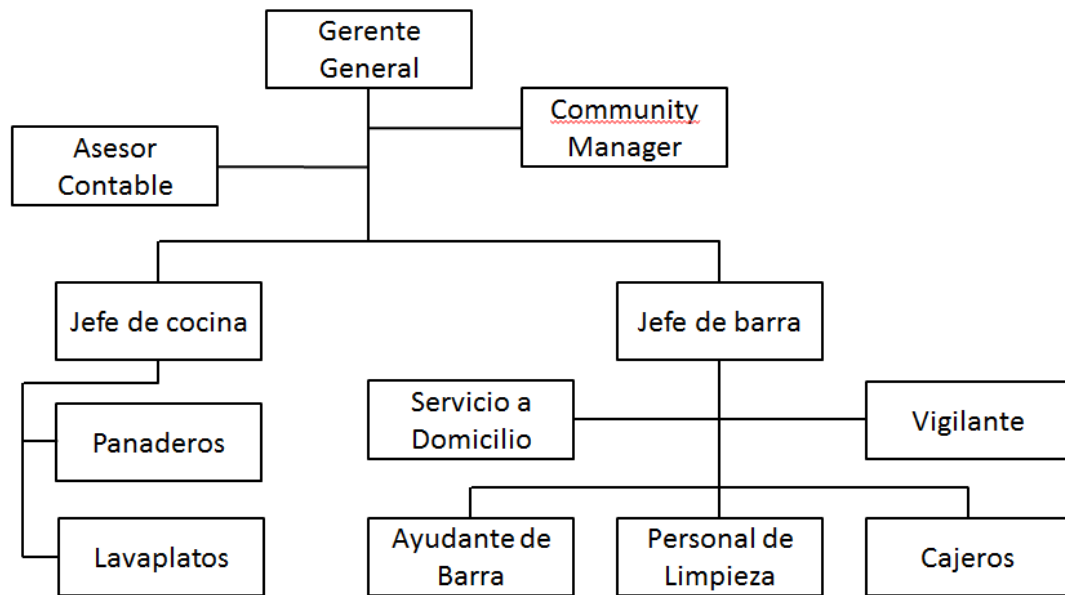 Gerente
General
Community
Manager
Asesor
Contable
Jefe de cocina
Jefe de barra
Servicio a
Domicilio
Vigilante
Panaderos
Lavaplatos
Ayudante de
Barra
Personal de
Limpieza
Cajeros